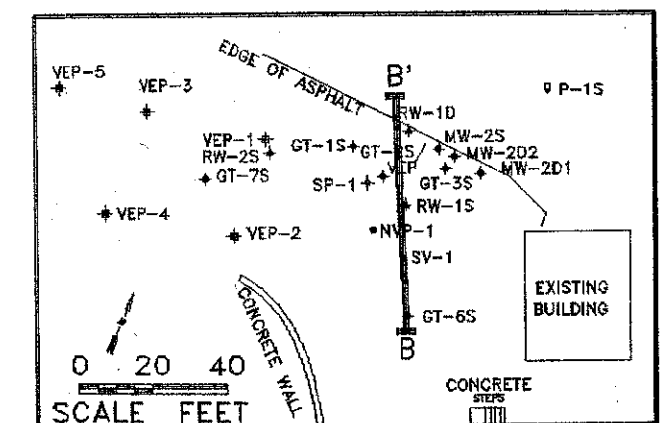 VEP-5
VEP-3
EDGE OF ASPHALT
B'
P-1S
RW-1D
VEP-1
RW-2S
GT-1S
MW-2S
MW-2D2
MW-2D1
GT-7S
SP-1
GT-3S
VEP-4
RW-1S
VEP-2
NVP-1
SV-1
EXISTING
BUILDING
CONCRETE WALL
GT-6S
B
0 20 40
SCALE FEET
CONCRETE
STEPS